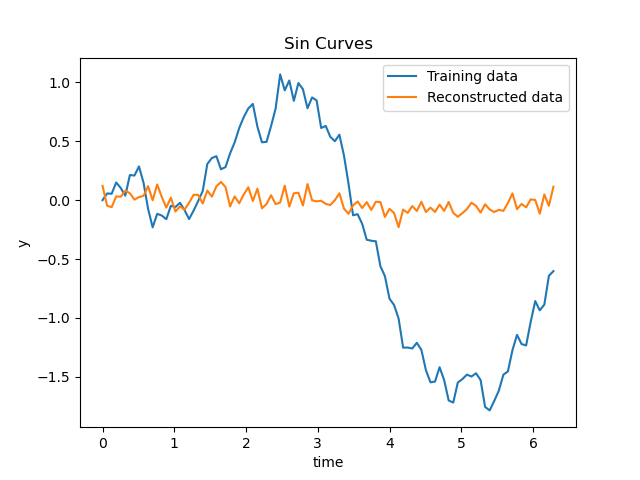 Sin Curves
Training data
Reconstructed data
y
1.0
0.5
0.0
−0.5
−1.0
−1.5
0 1 2 3 4 5 6
time